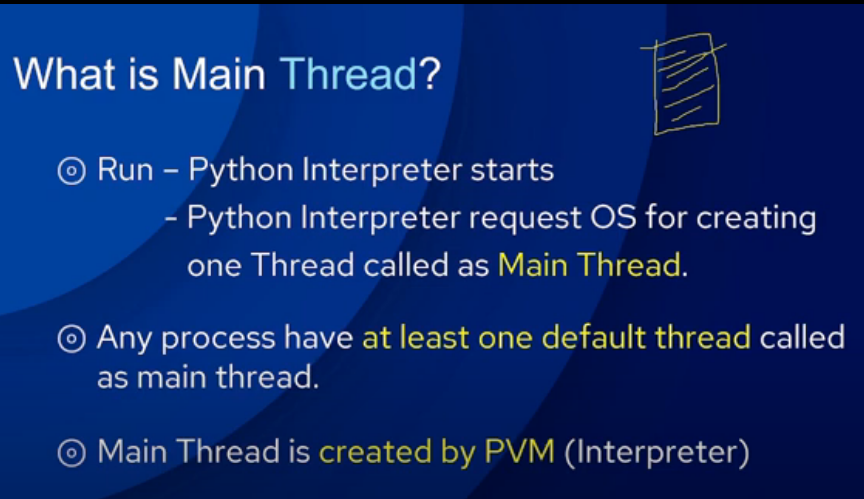 What is Main Thread?
Run – Python Interpreter starts
- Python Interpreter request OS for creating
one Thread called as Main Thread.
Any process have at least one default thread called
as main thread.
Main Thread is created by PVM (Interpreter)